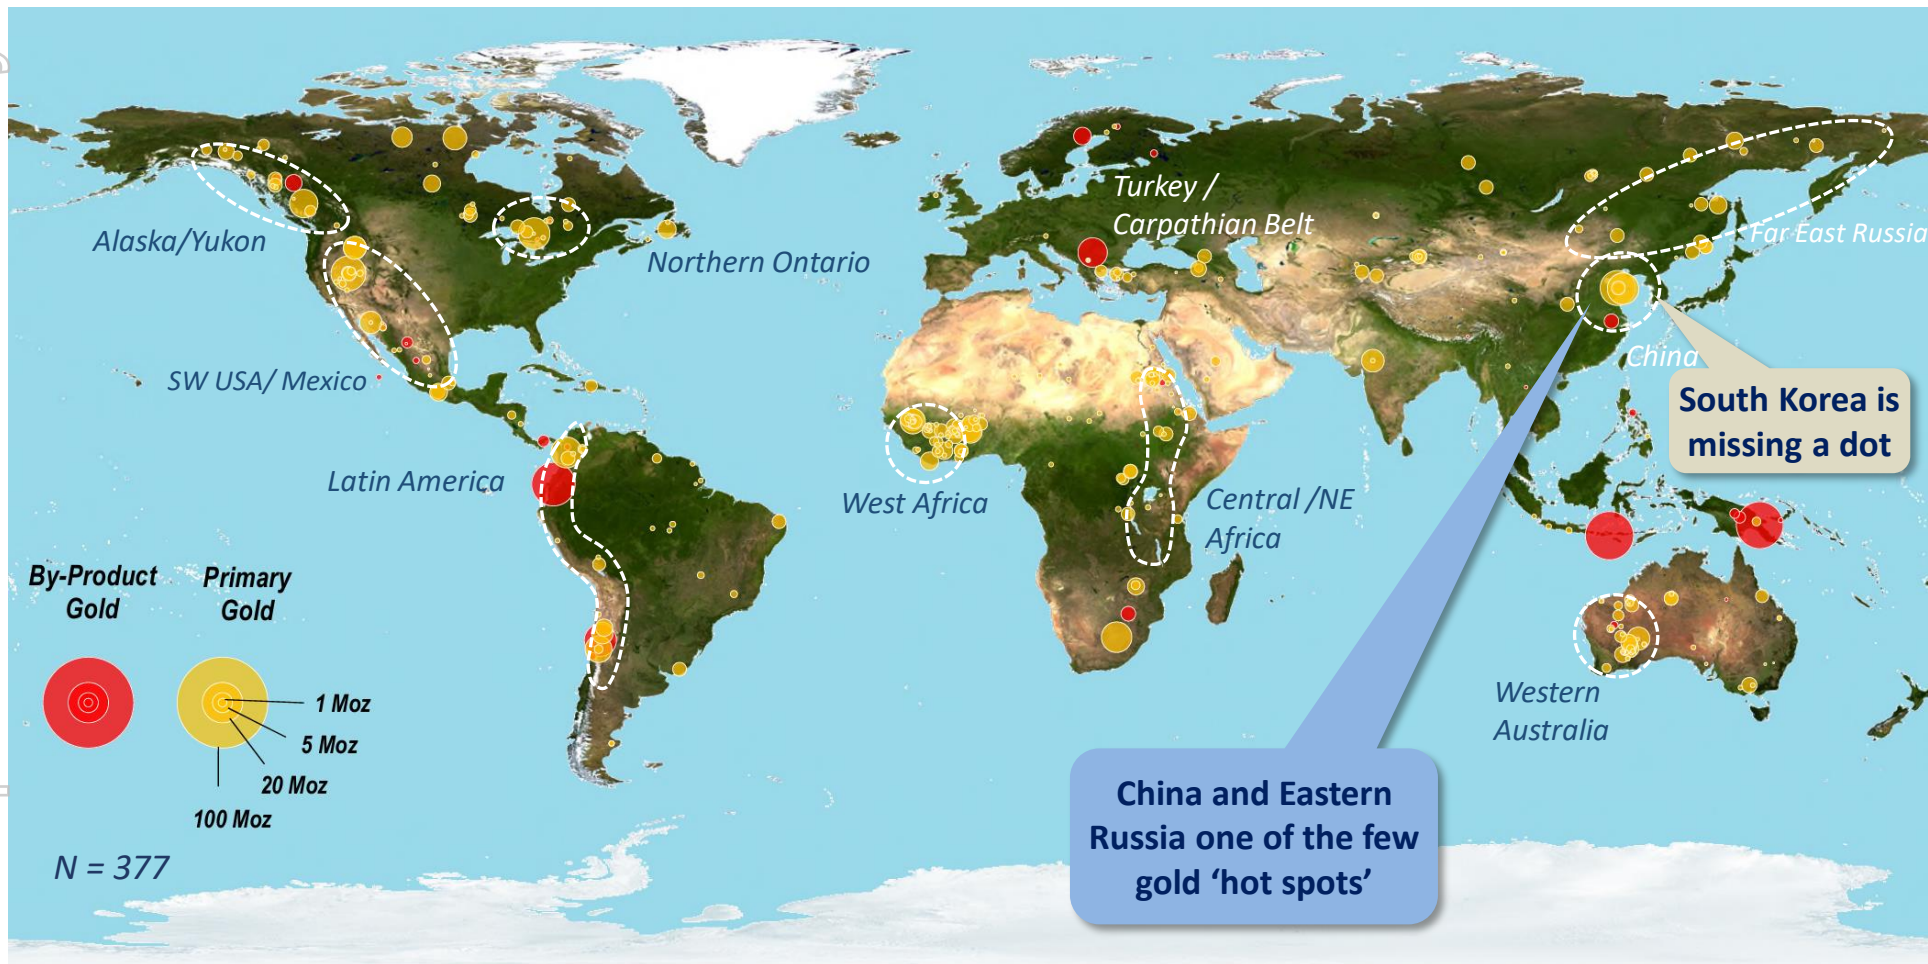 Alaska/Yukon
Northern Ontario
SW USA/ Mexico
Latin America
Turkey /
Carpathian Belt
Far East Russia
China
South Korea is
missing a dot
West Africa
Central /NE
Africa
Western
Australia
China and Eastern
Russia one of the few
gold ‘hot spots’
By-Product
Gold
Primary
Gold
1 Moz
5 Moz
20 Moz
100 Moz
N = 377